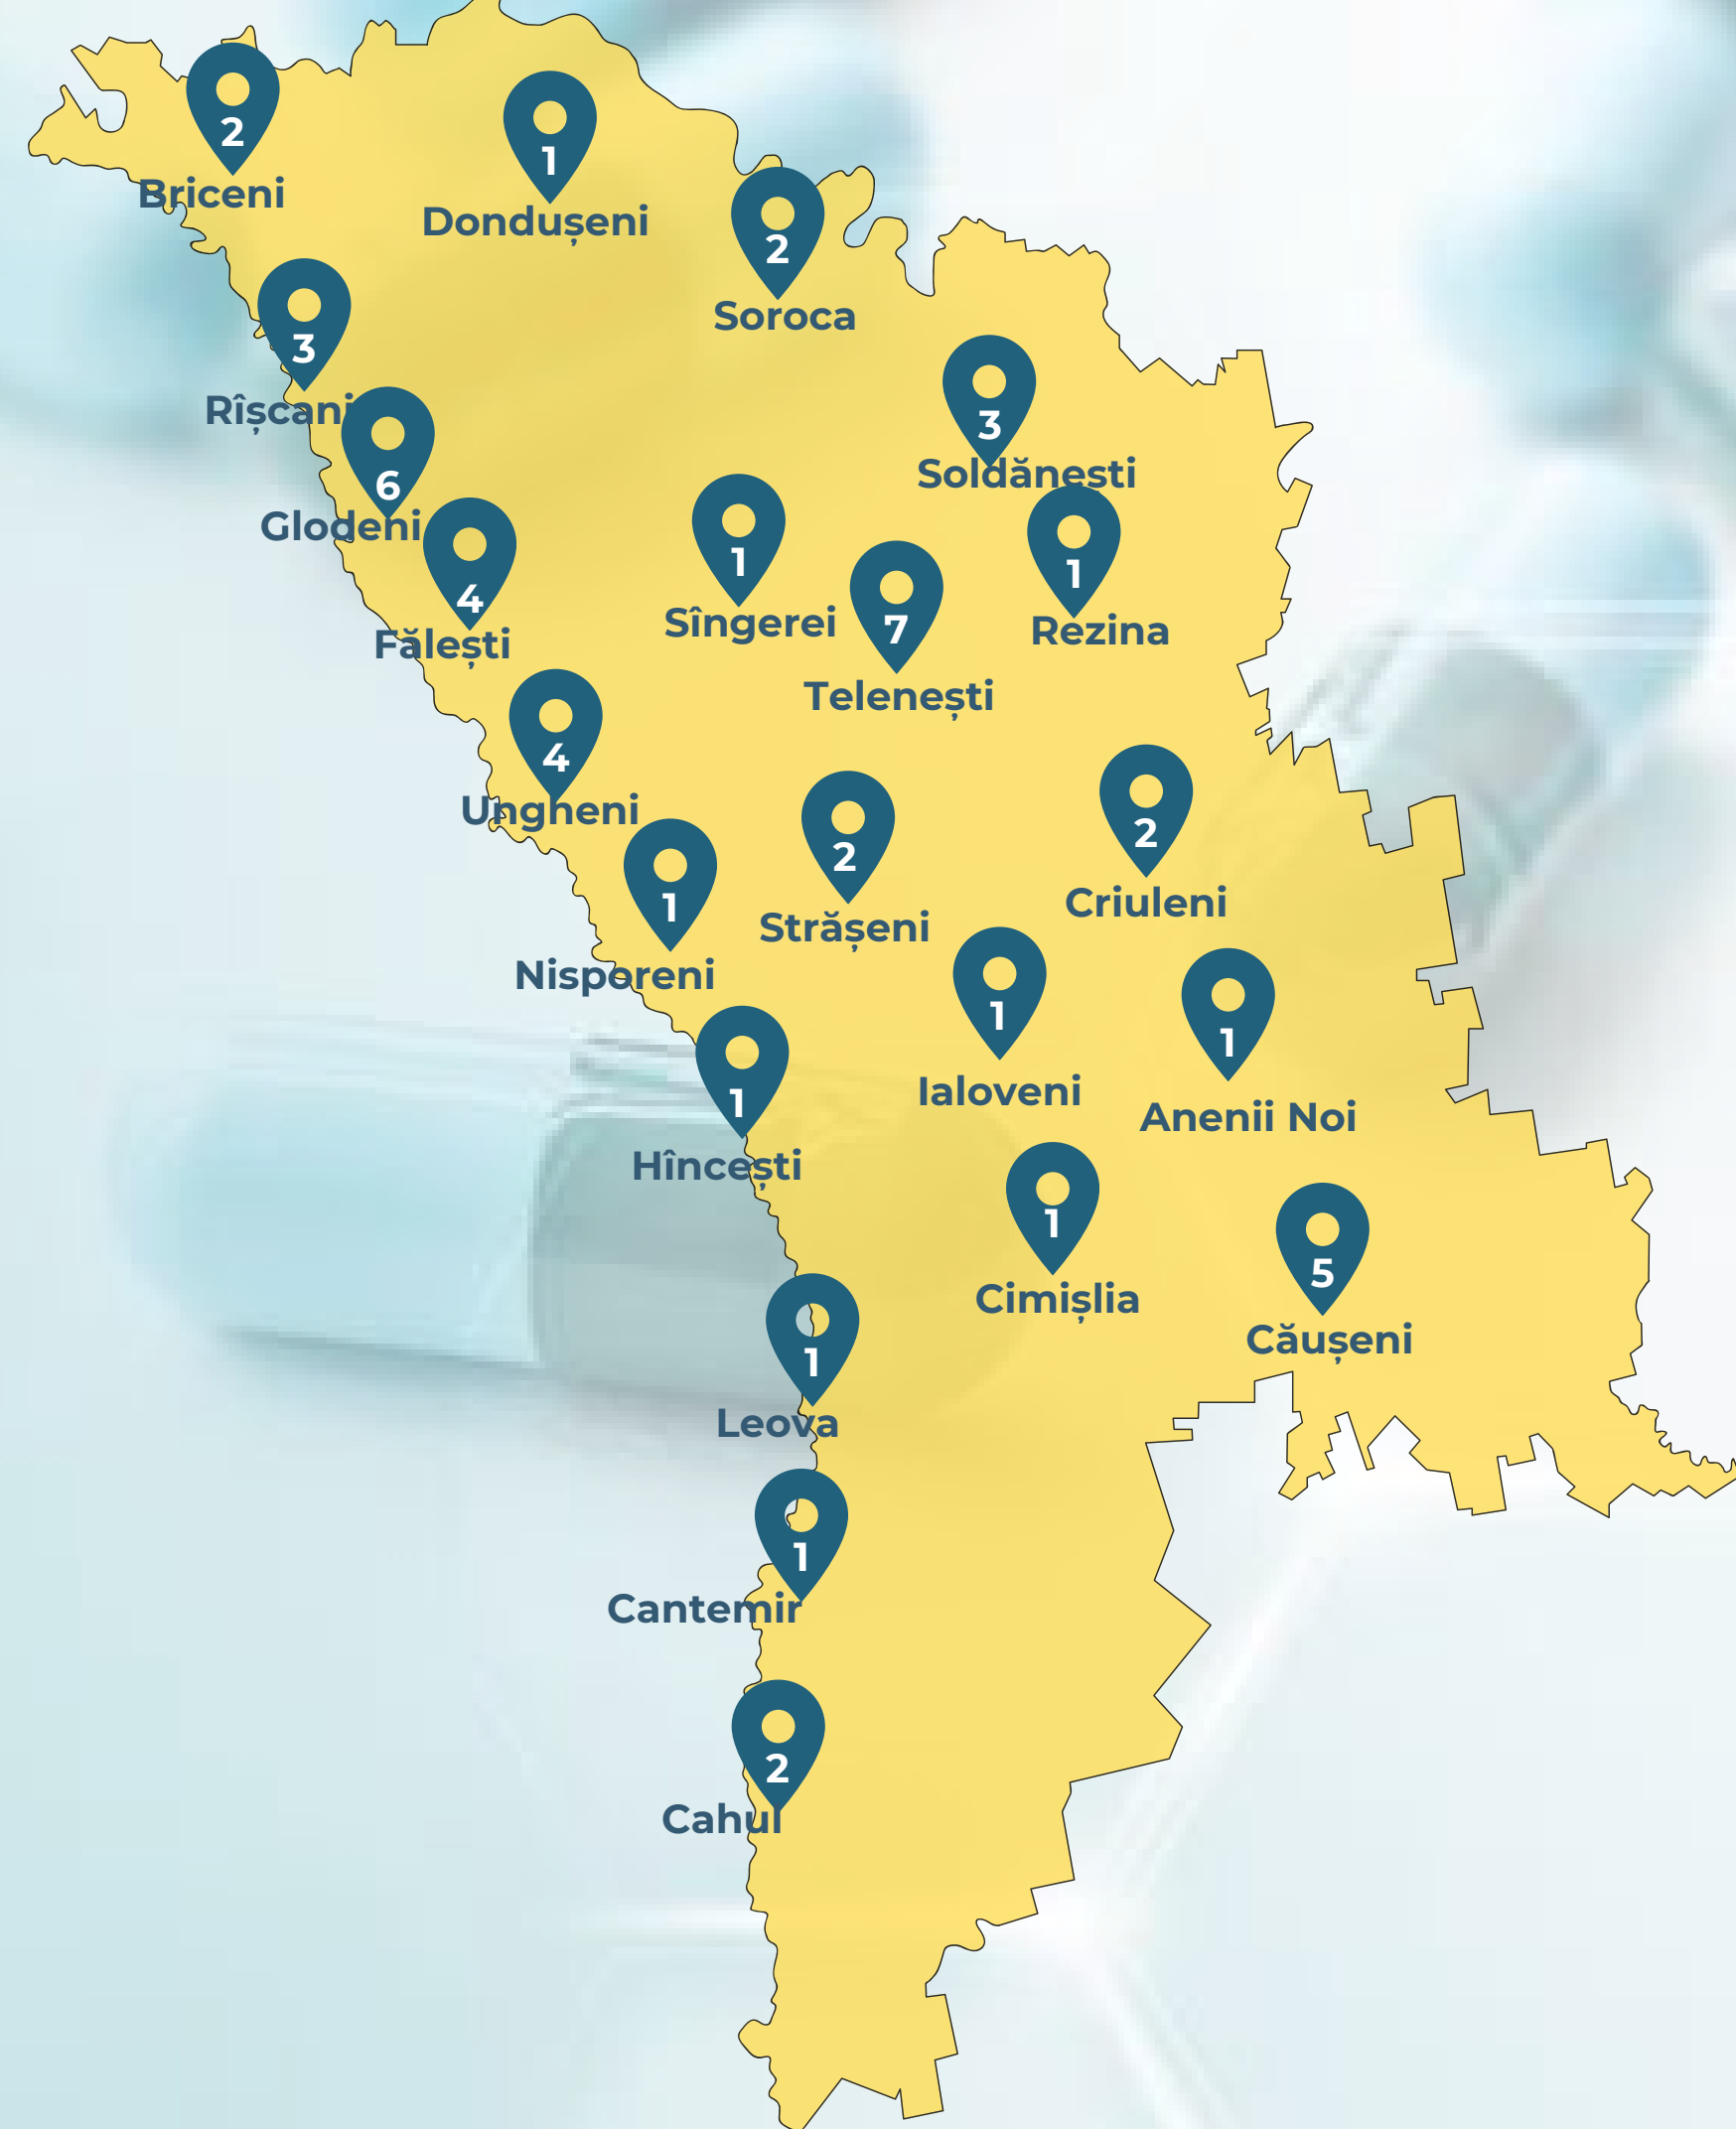 2
Briceni
1
Dondușeni
2
Soroca
3
Rîșcani
3
Soldănești
6
Glodeni
4
Fălești
1
Sîngerei
7
Telenești
1
Rezina
4
Ungheni
2
Strășeni
2
Criuleni
1
Nisporeni
1
Ialoveni
1
Anenii Noi
1
Hîncești
1
Cimișlia
5
Căușeni
1
Leova
1
Cantemir
2
Cahul